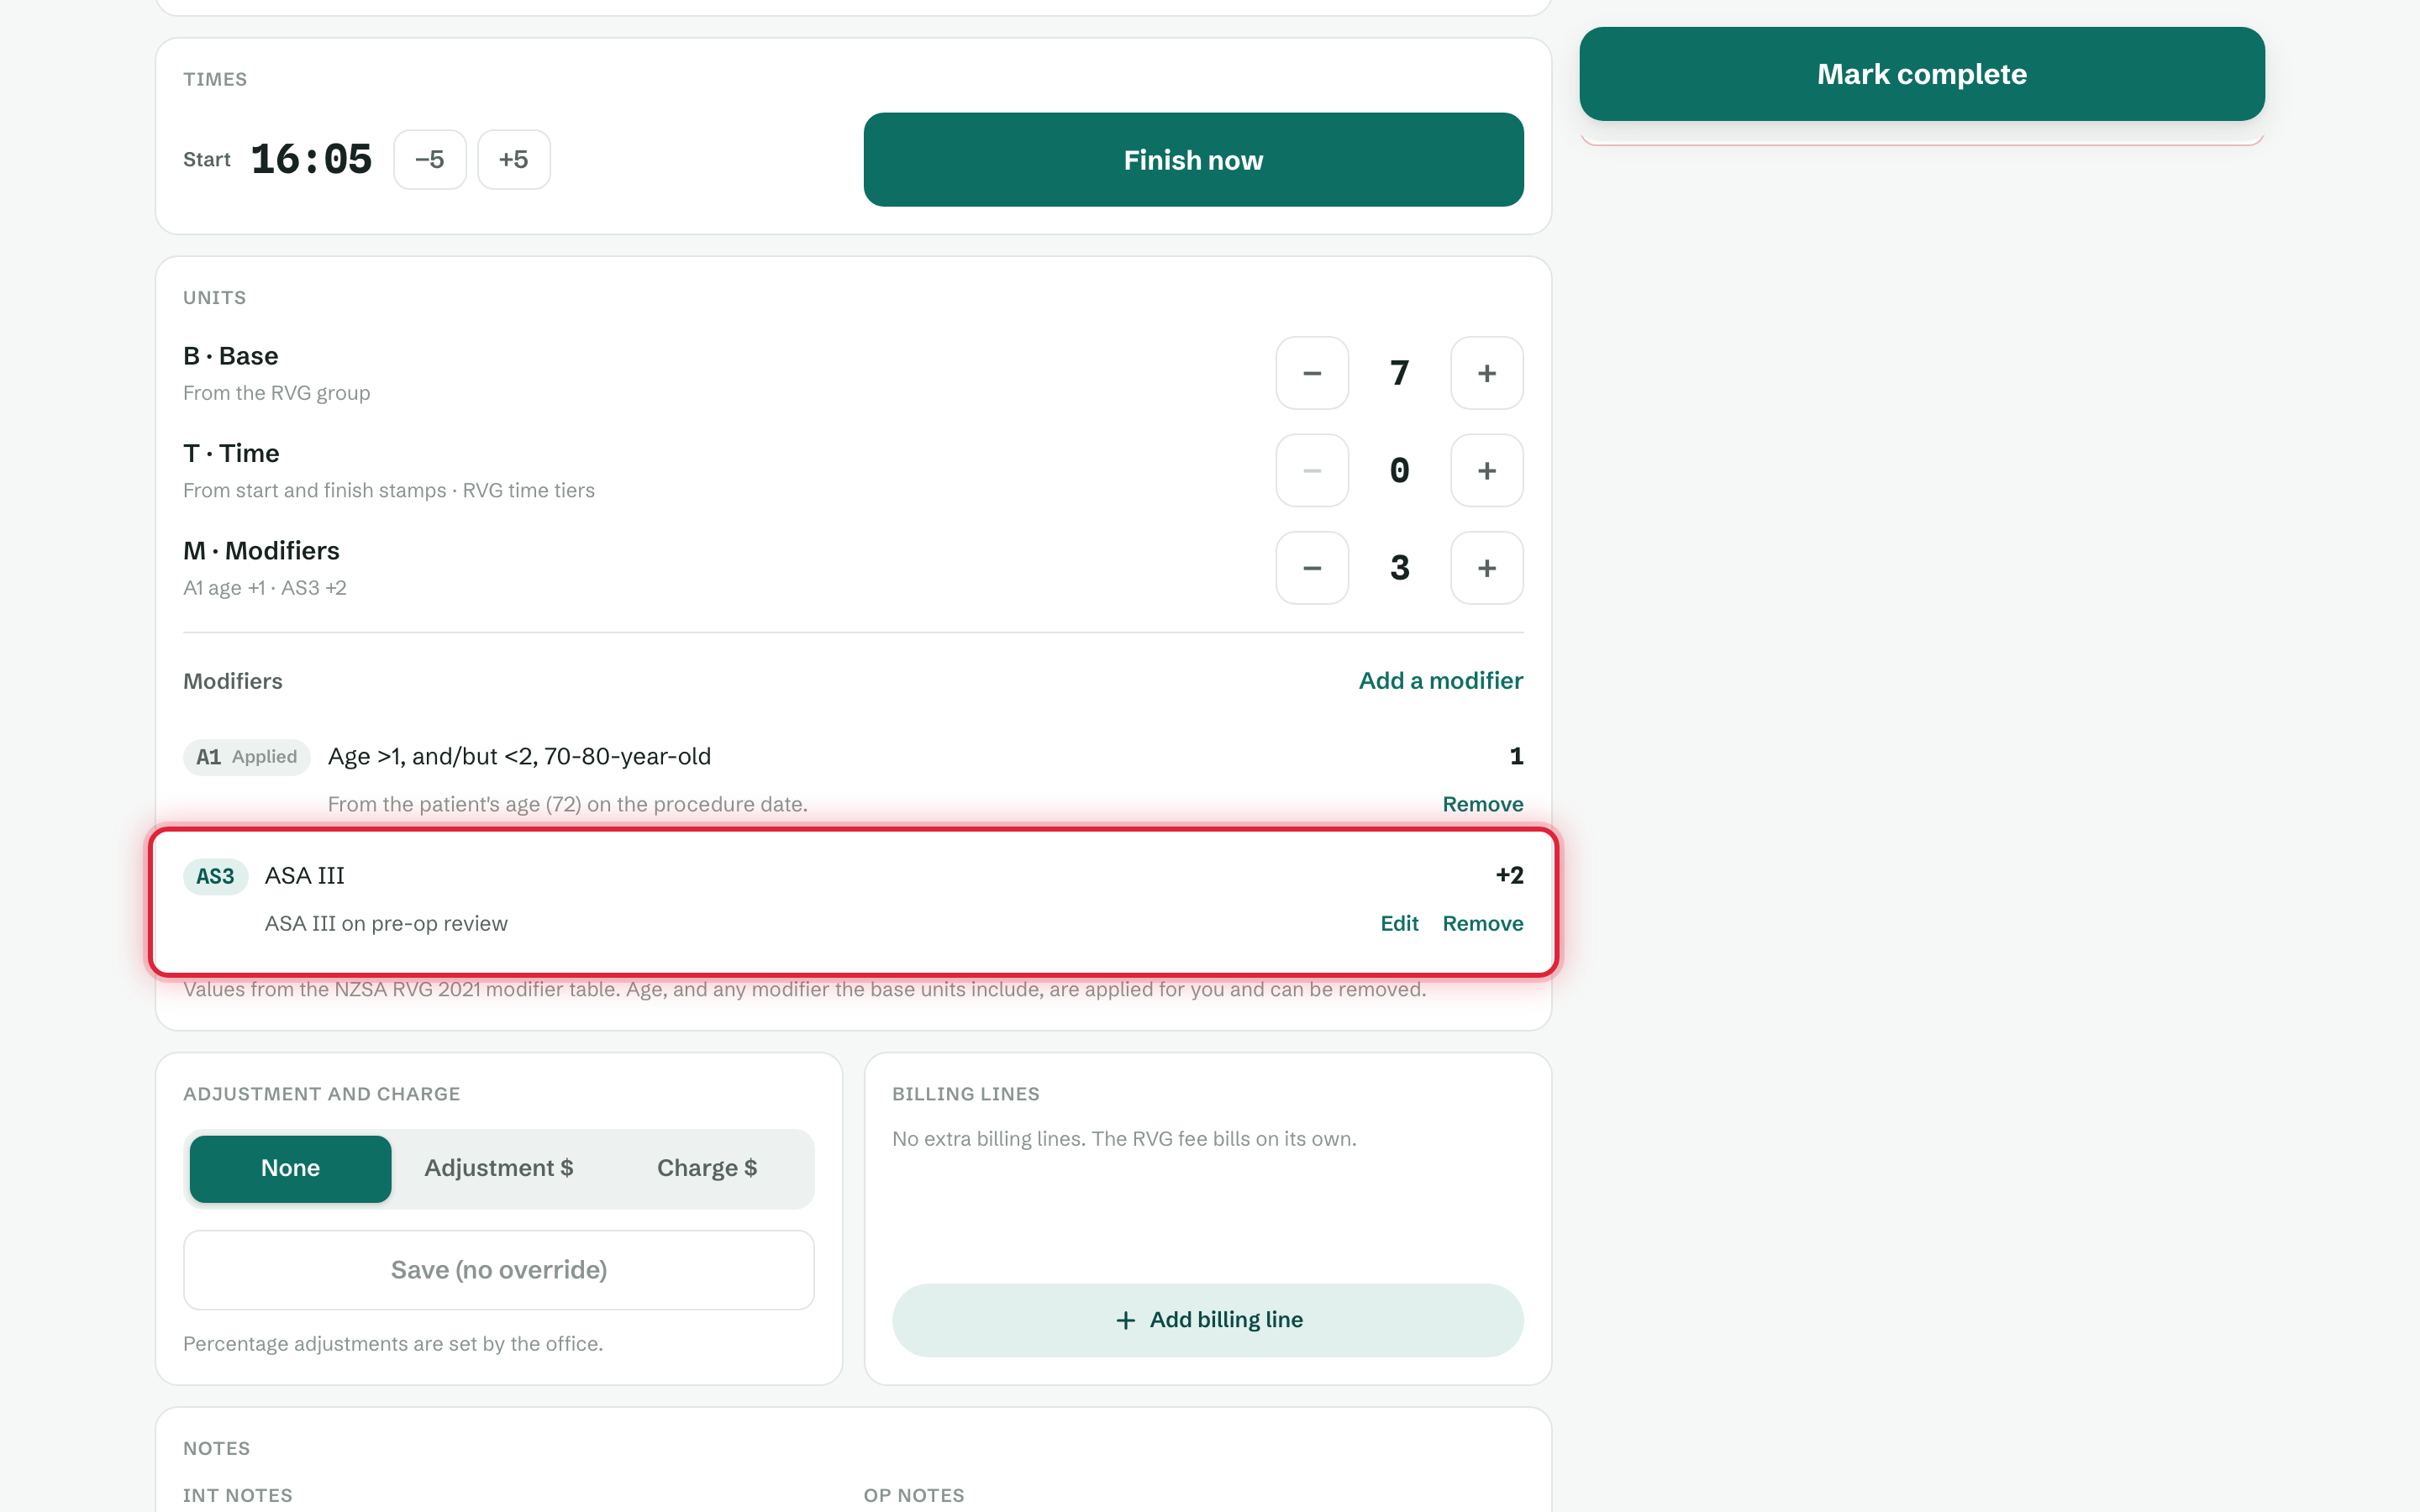 Mark complete
TIMES
Start 16:05 −5 +5 Finish now
UNITS
B · Base
From the RVG group
− 7 +
T · Time
From start and finish stamps · RVG time tiers
− 0 +
M · Modifiers
A1 age +1 · AS3 +2
− 3 +
Modifiers Add a modifier
A1 Applied Age >1, and/but <2, 70-80-year-old 1
From the patient's age (72) on the procedure date. Remove
AS3 ASA III +2
ASA III on pre-op review Edit Remove
Values from the NZSA RVG 2021 modifier table. Age, and any modifier the base units include, are applied for you and can be removed.
ADJUSTMENT AND CHARGE
None Adjustment $ Charge $
Save (no override)
Percentage adjustments are set by the office.
BILLING LINES
No extra billing lines. The RVG fee bills on its own.
+ Add billing line
NOTES
INT NOTES OP NOTES